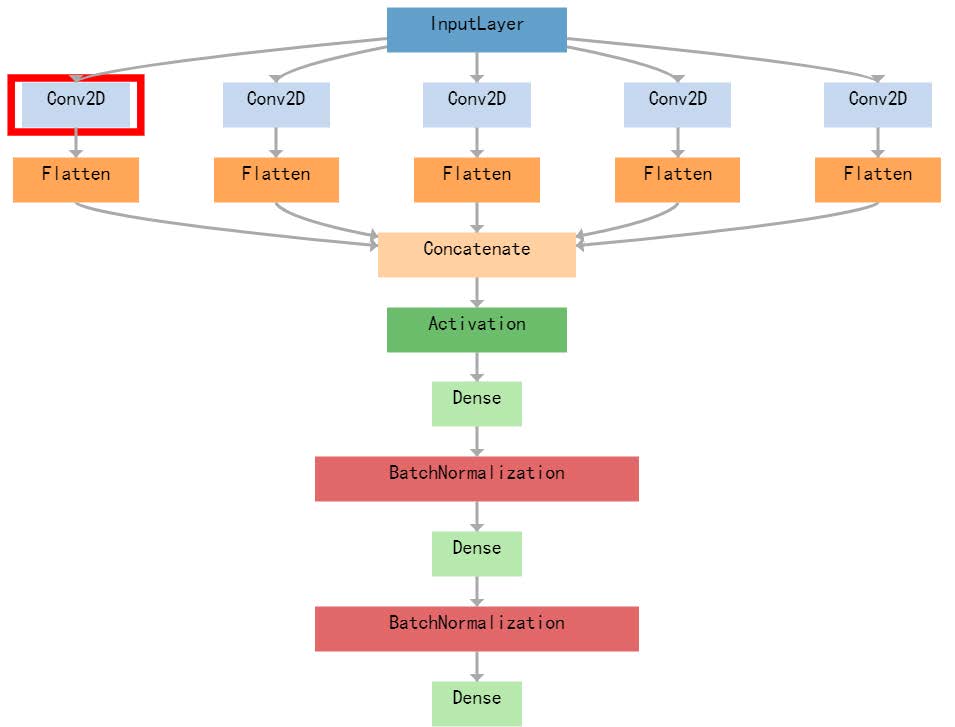 InputLayer
Conv2D Conv2D Conv2D Conv2D Conv2D
Flatten Flatten Flatten Flatten Flatten
Concatenate
Activation
Dense
BatchNormalization
Dense
BatchNormalization
Dense